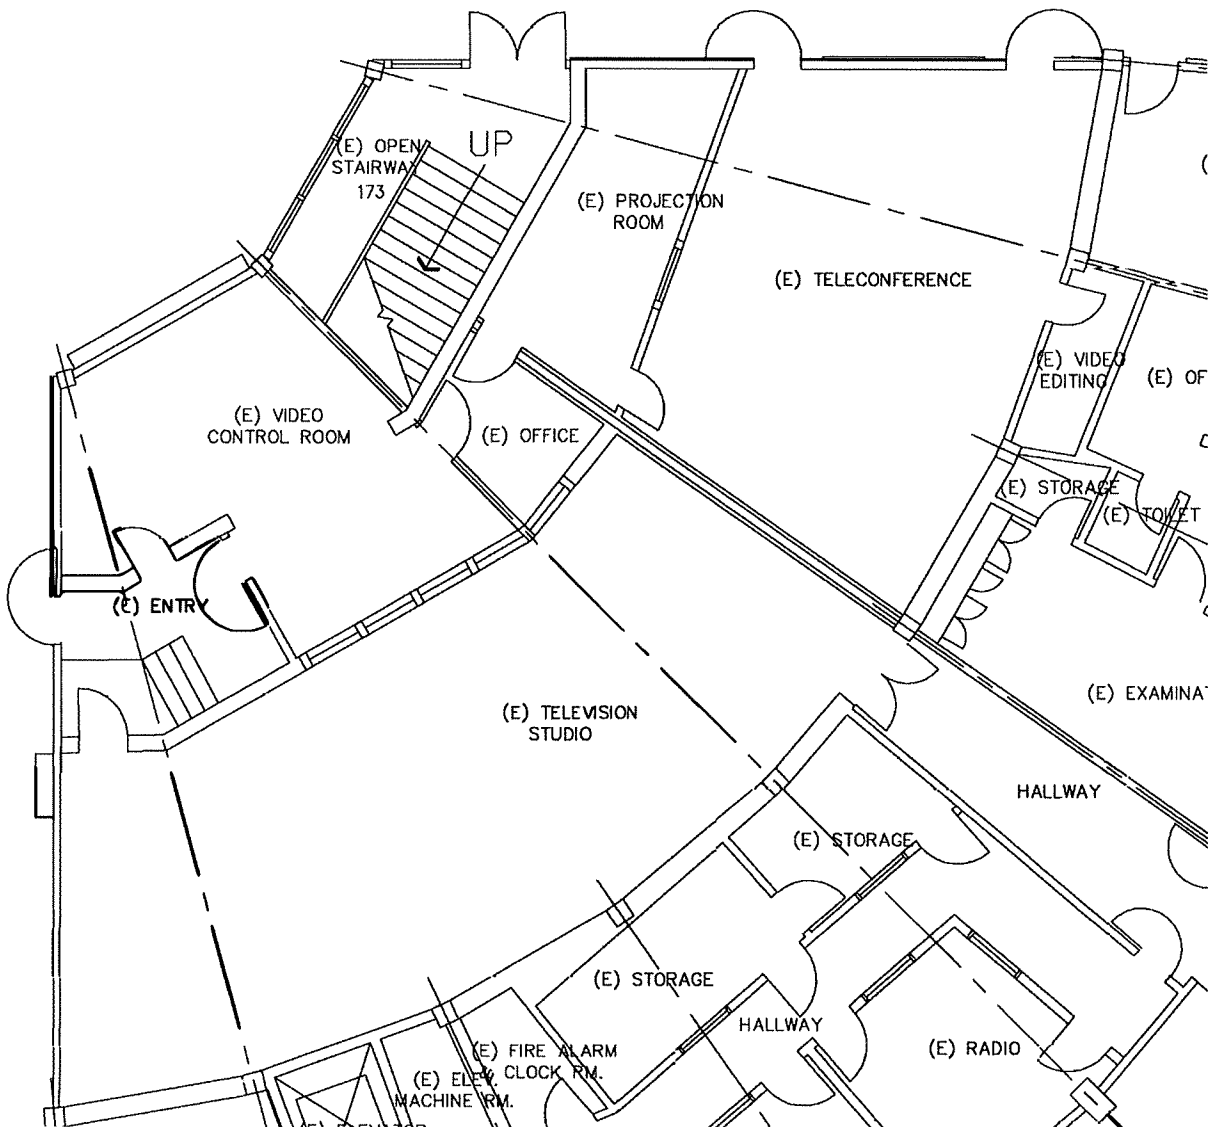 UP
(E) OPEN
STAIRWAY
173
(E) PROJECTION
ROOM
(E) TELECONFERENCE
(E) VIDEO
EDITING
(E) OF
(E) VIDEO
CONTROL ROOM
(E) OFFICE
(E) STORAGE
(E) TOILET
(E) ENTRY
(E) EXAMINAT
(E) TELEVISION
STUDIO
HALLWAY
(E) STORAGE
(E) STORAGE
HALLWAY
(E) RADIO
(E) FIRE ALARM
& CLOCK RM.
(E) ELEV.
MACHINE RM.
(E) ELEVATOR